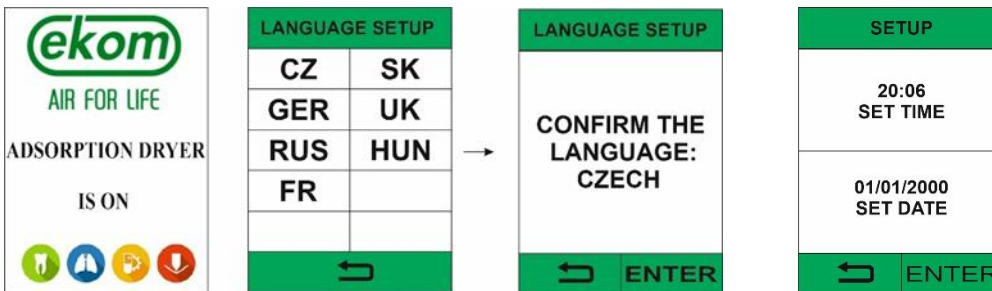 ekom
AIR FOR LIFE
ADSORPTION DRYER
IS ON
LANGUAGE SETUP
CZ SK
GER UK
RUS HUN
FR
LANGUAGE SETUP
CONFIRM THE
LANGUAGE:
CZECH
ENTER
SETUP
20:06
SET TIME
01/01/2000
SET DATE
ENTER